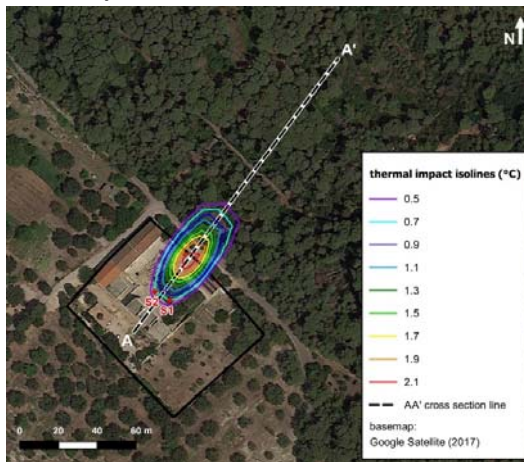 A'
N
thermal impact isolines (°C)
0.5
0.7
0.9
1.1
1.3
1.5
1.7
1.9
2.1
AA' cross section line
basemap:
Google Satellite (2017)
S2
S1
A
0 20 40 60 m